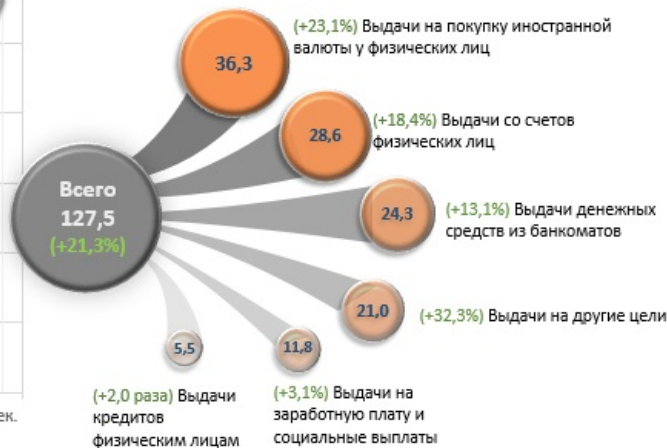 (+23,1%) Выдачи на покупку иностранной
валюты у физических лиц
36,3
(+18,4%) Выдачи со счетов
физических лиц
28,6
Всего
127,5
(+21,3%)
24,3
(+13,1%) Выдачи денежных
средств из банкоматов
21,0
(+32,3%) Выдачи на другие цели
5,5
11,8
(+2,0 раза) Выдачи
кредитов
физическим лицам
(+3,1%) Выдачи на
заработную плату и
социальные выплаты
ек.